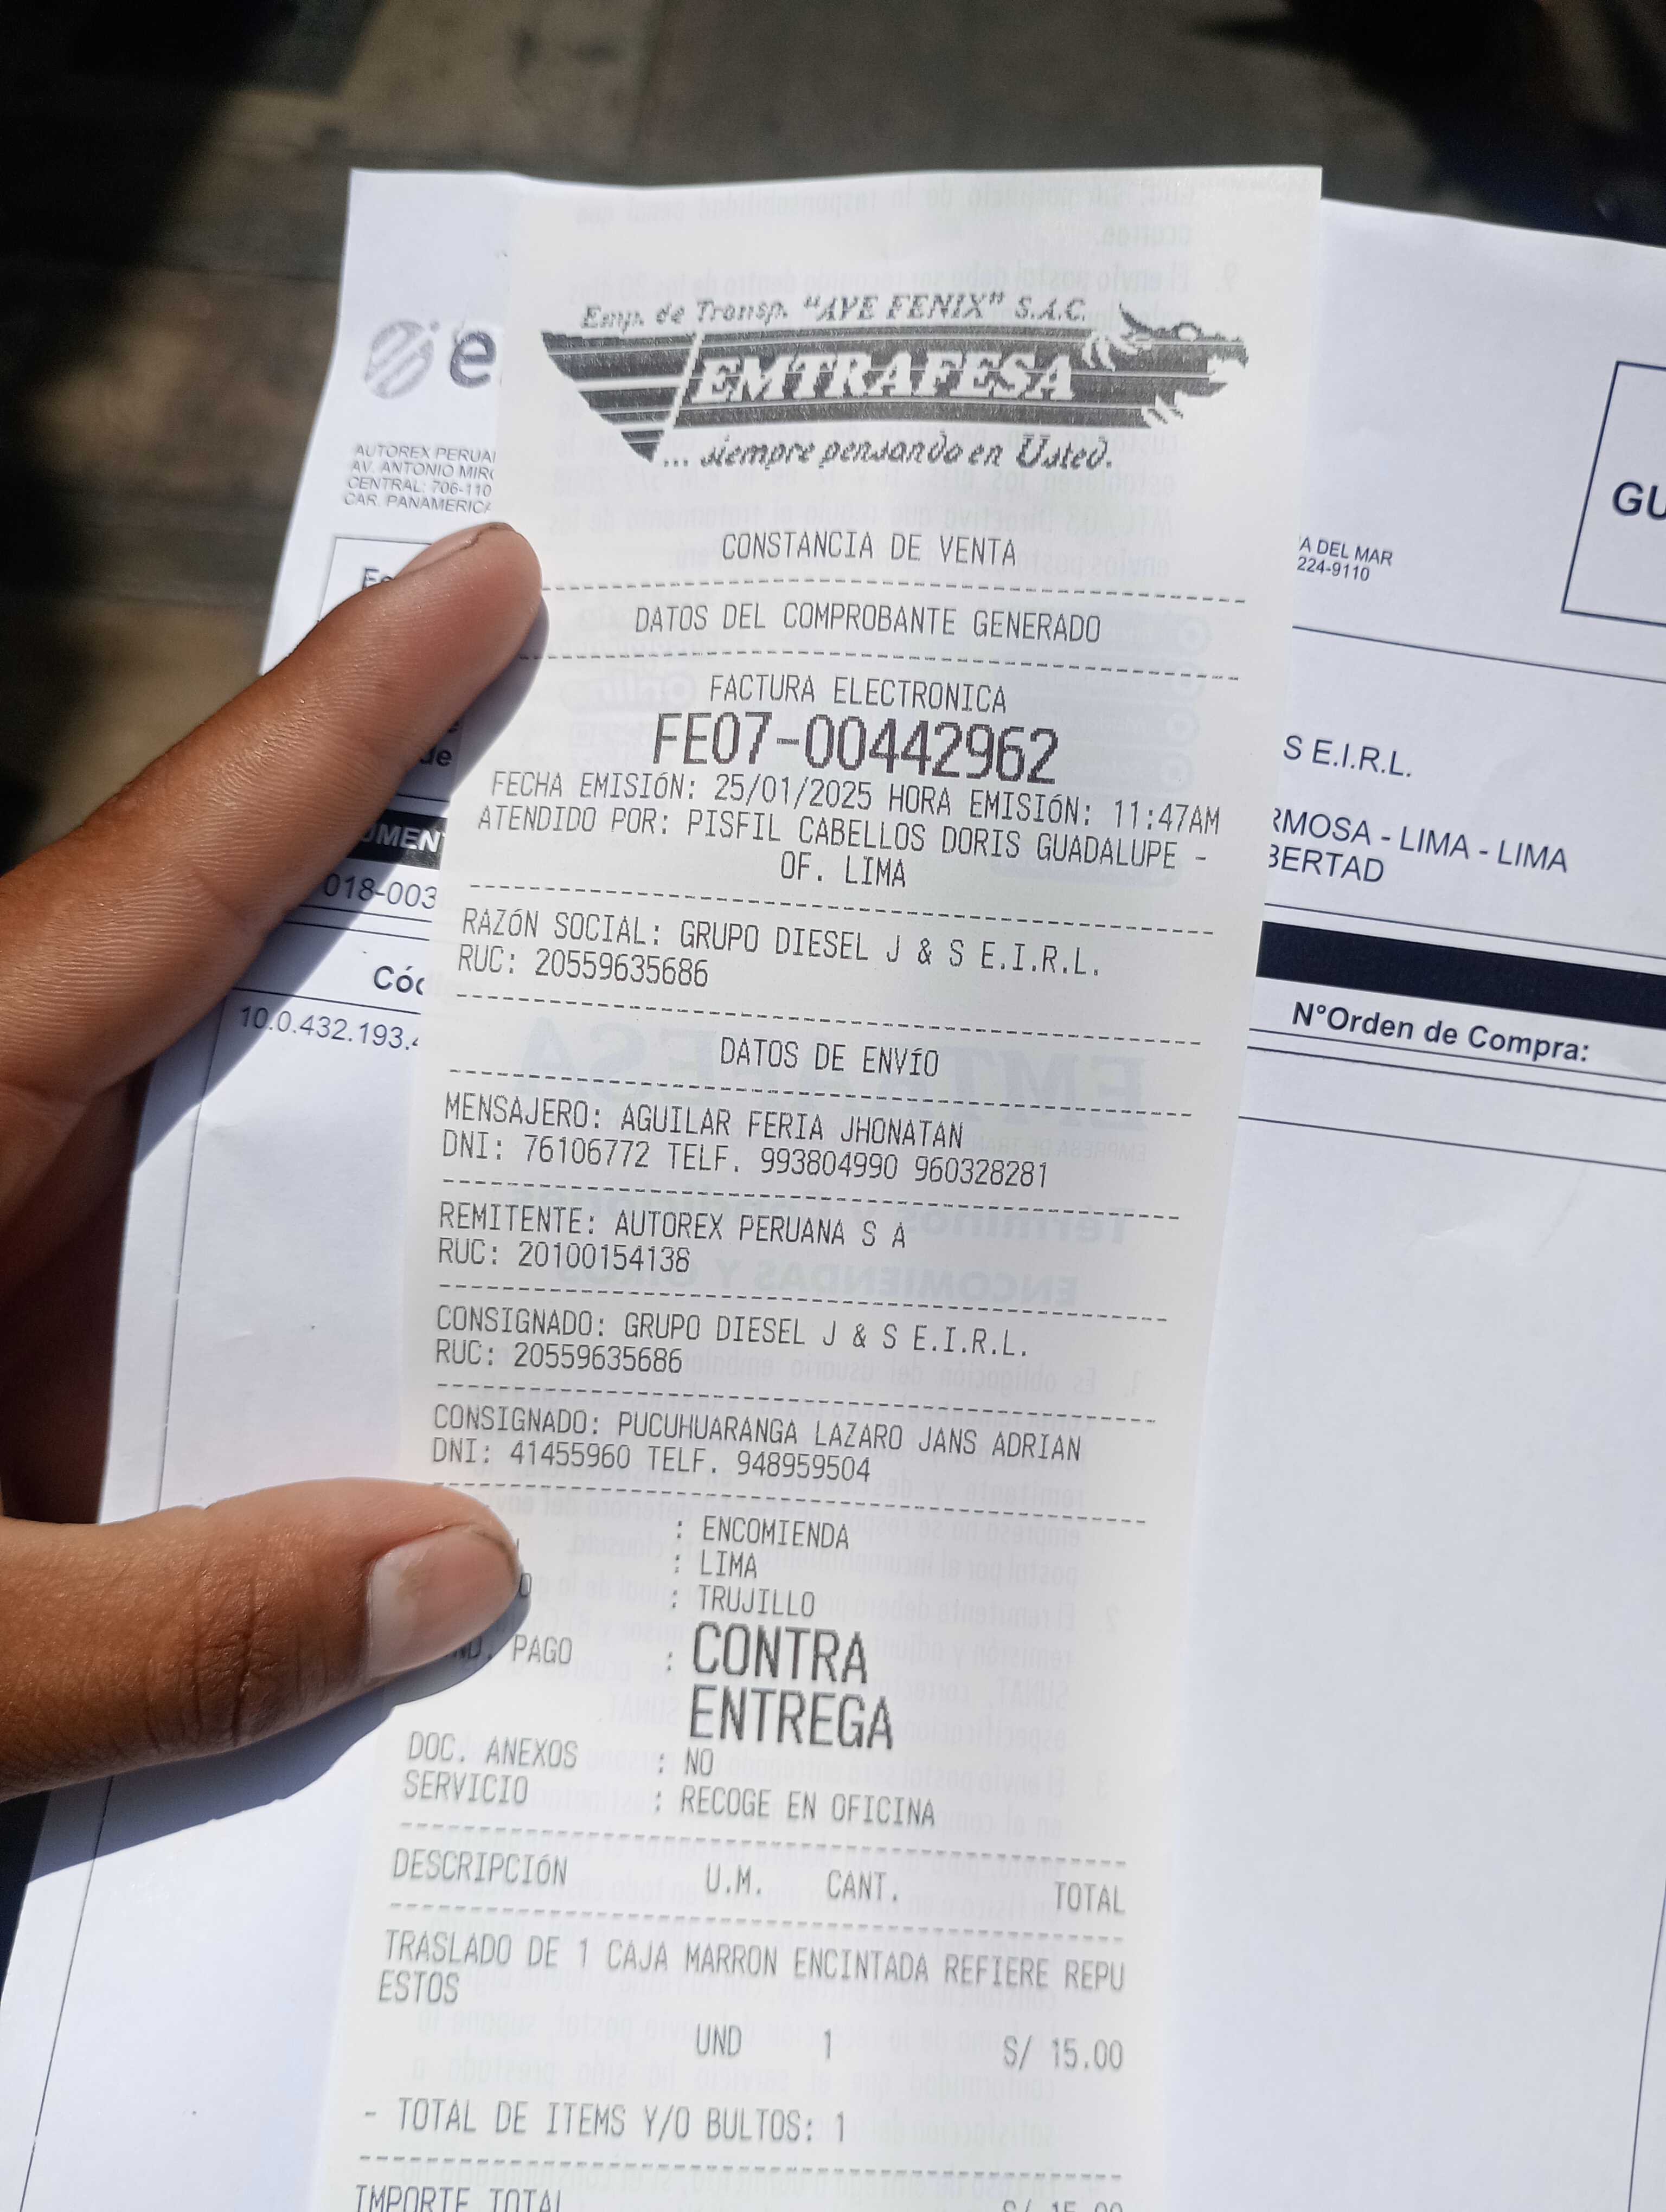 Emp. de Transp. "AVE FENIX" S.A.C.
EMTRAFESA
... siempre pensando en Usted.
CONSTANCIA DE VENTA
DATOS DEL COMPROBANTE GENERADO
FACTURA ELECTRONICA
FE07-00442962
FECHA EMISIÓN: 25/01/2025 HORA EMISIÓN: 11:47AM
ATENDIDO POR: PISFIL CABELLOS DORIS GUADALUPE -
OF. LIMA
RAZÓN SOCIAL: GRUPO DIESEL J & S E.I.R.L.
RUC: 20559635686
DATOS DE ENVÍO
MENSAJERO: AGUILAR FERIA JHONATAN
DNI: 76106772 TELF. 993804990 960328281
REMITENTE: AUTOREX PERUANA S A
RUC: 20100154138
CONSIGNADO: GRUPO DIESEL J & S E.I.R.L.
RUC: 20559635686
CONSIGNADO: PUCUHUARANGA LAZARO JANS ADRIAN
DNI: 41455960 TELF. 948959504
: ENCOMIENDA
: LIMA
: TRUJILLO
PAGO : CONTRA
ENTREGA
DOC. ANEXOS : NO
SERVICIO : RECOGE EN OFICINA
DESCRIPCIÓN U.M. CANT. TOTAL
TRASLADO DE 1 CAJA MARRON ENCINTADA REFIERE REPU
ESTOS
UND 1 S/ 15.00
- TOTAL DE ITEMS Y/O BULTOS: 1
IMPORTE TOTAL S/ 15.00
e
AUTOREX PERUA
AV. ANTONIO MIR
CENTRAL: 706-110
CAR. PANAMERICA
GU
A DEL MAR
224-9110
S E.I.R.L.
RMOSA - LIMA - LIMA
BERTAD
UMEN
018-003
N°Orden de Compra:
Cóc
10.0.432.193.4